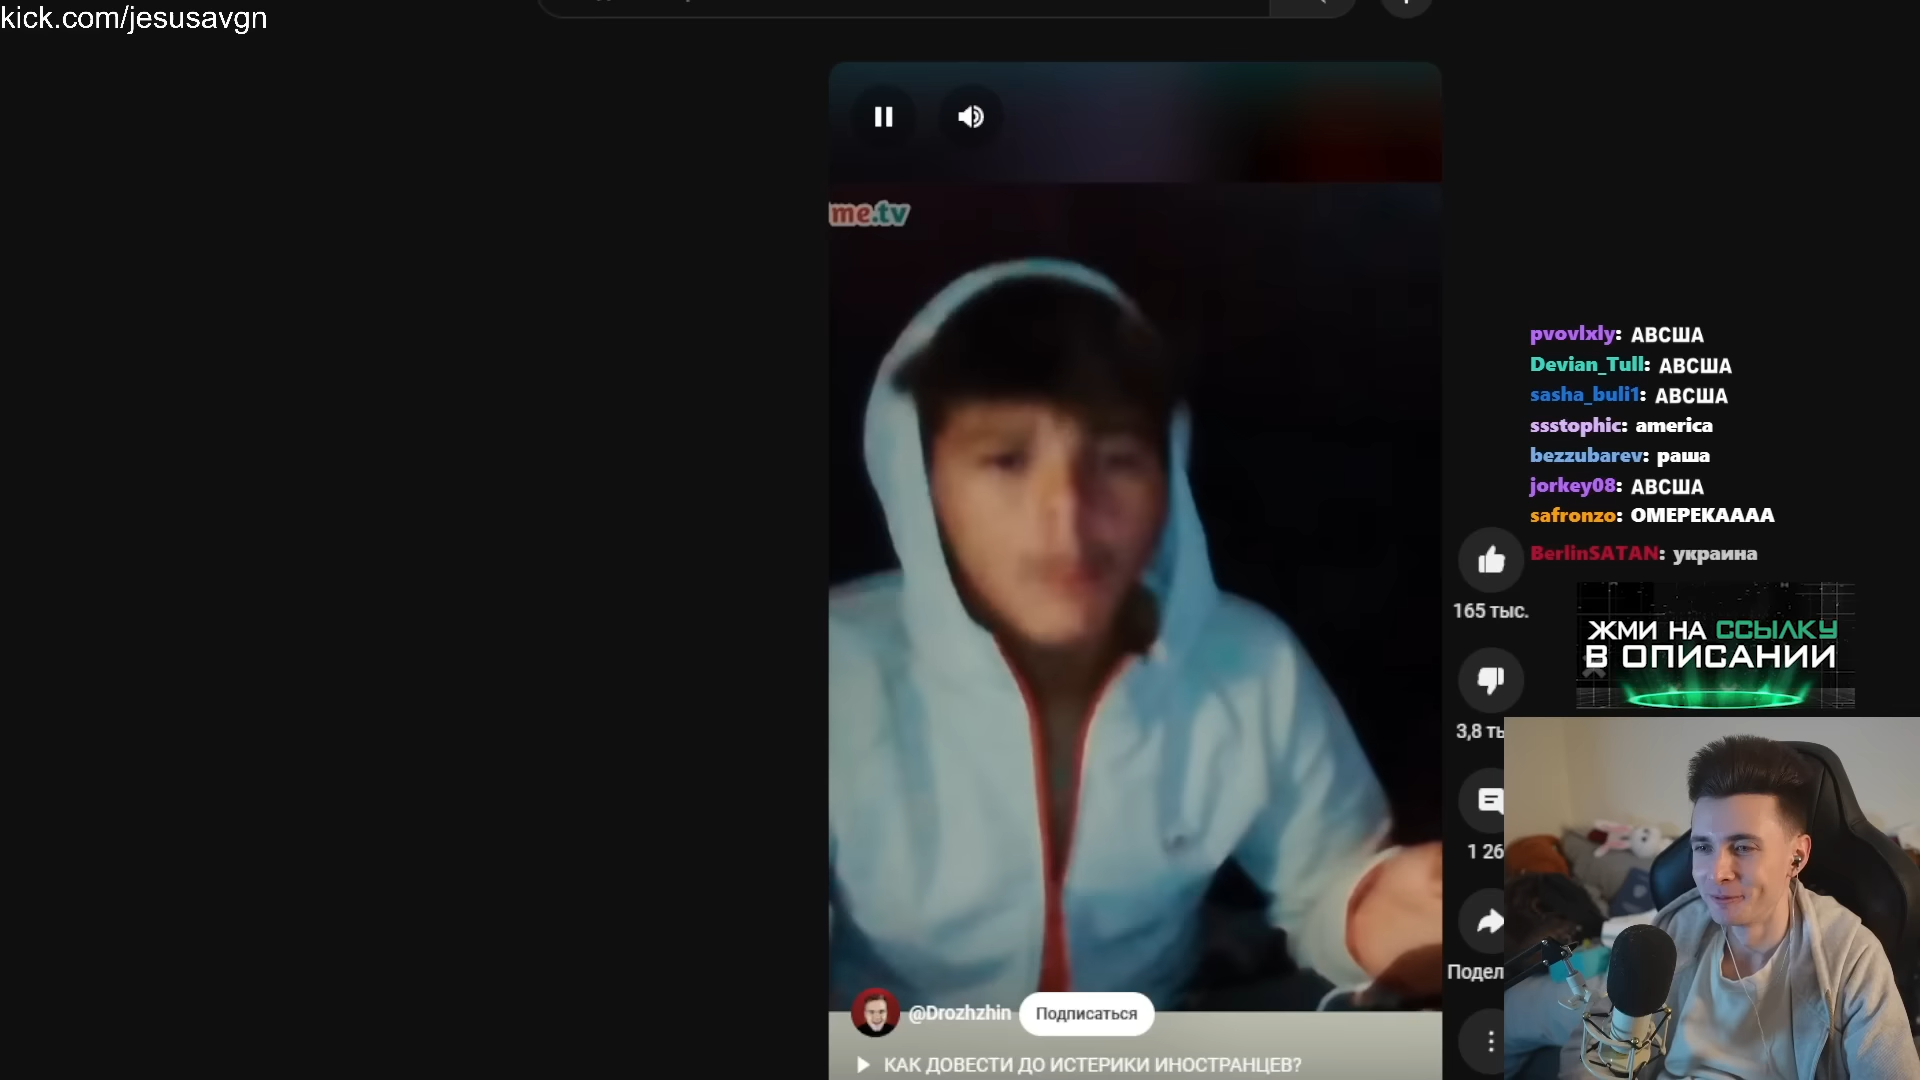 kick.com/jesusavgn
me.tv
pvovlxly: АВСША
Devian_Tull: АВСША
sasha_buli1: АВСША
ssstophic: america
bezzubarev: раша
jorkey08: АВСША
safronzo: ОМЕРЕКАААА
BerlinSATAN: украина
165 тыс.
ЖМИ НА ССЫЛКУ
В ОПИСАНИИ
3,8 ты
1 26
Подел
@Drozhzhin Подписаться
КАК ДОВЕСТИ ДО ИСТЕРИКИ ИНОСТРАНЦЕВ?